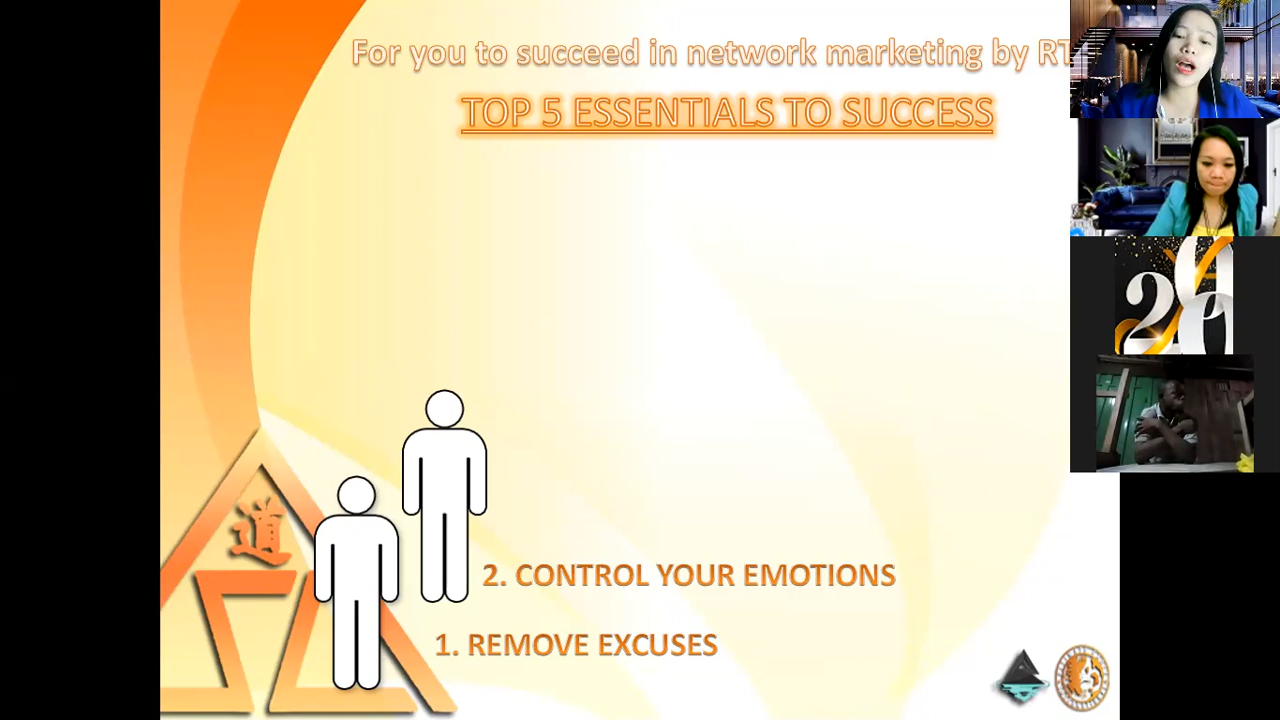 For you to succeed in network marketing by RT
TOP 5 ESSENTIALS TO SUCCESS
道
2. CONTROL YOUR EMOTIONS
1. REMOVE EXCUSES